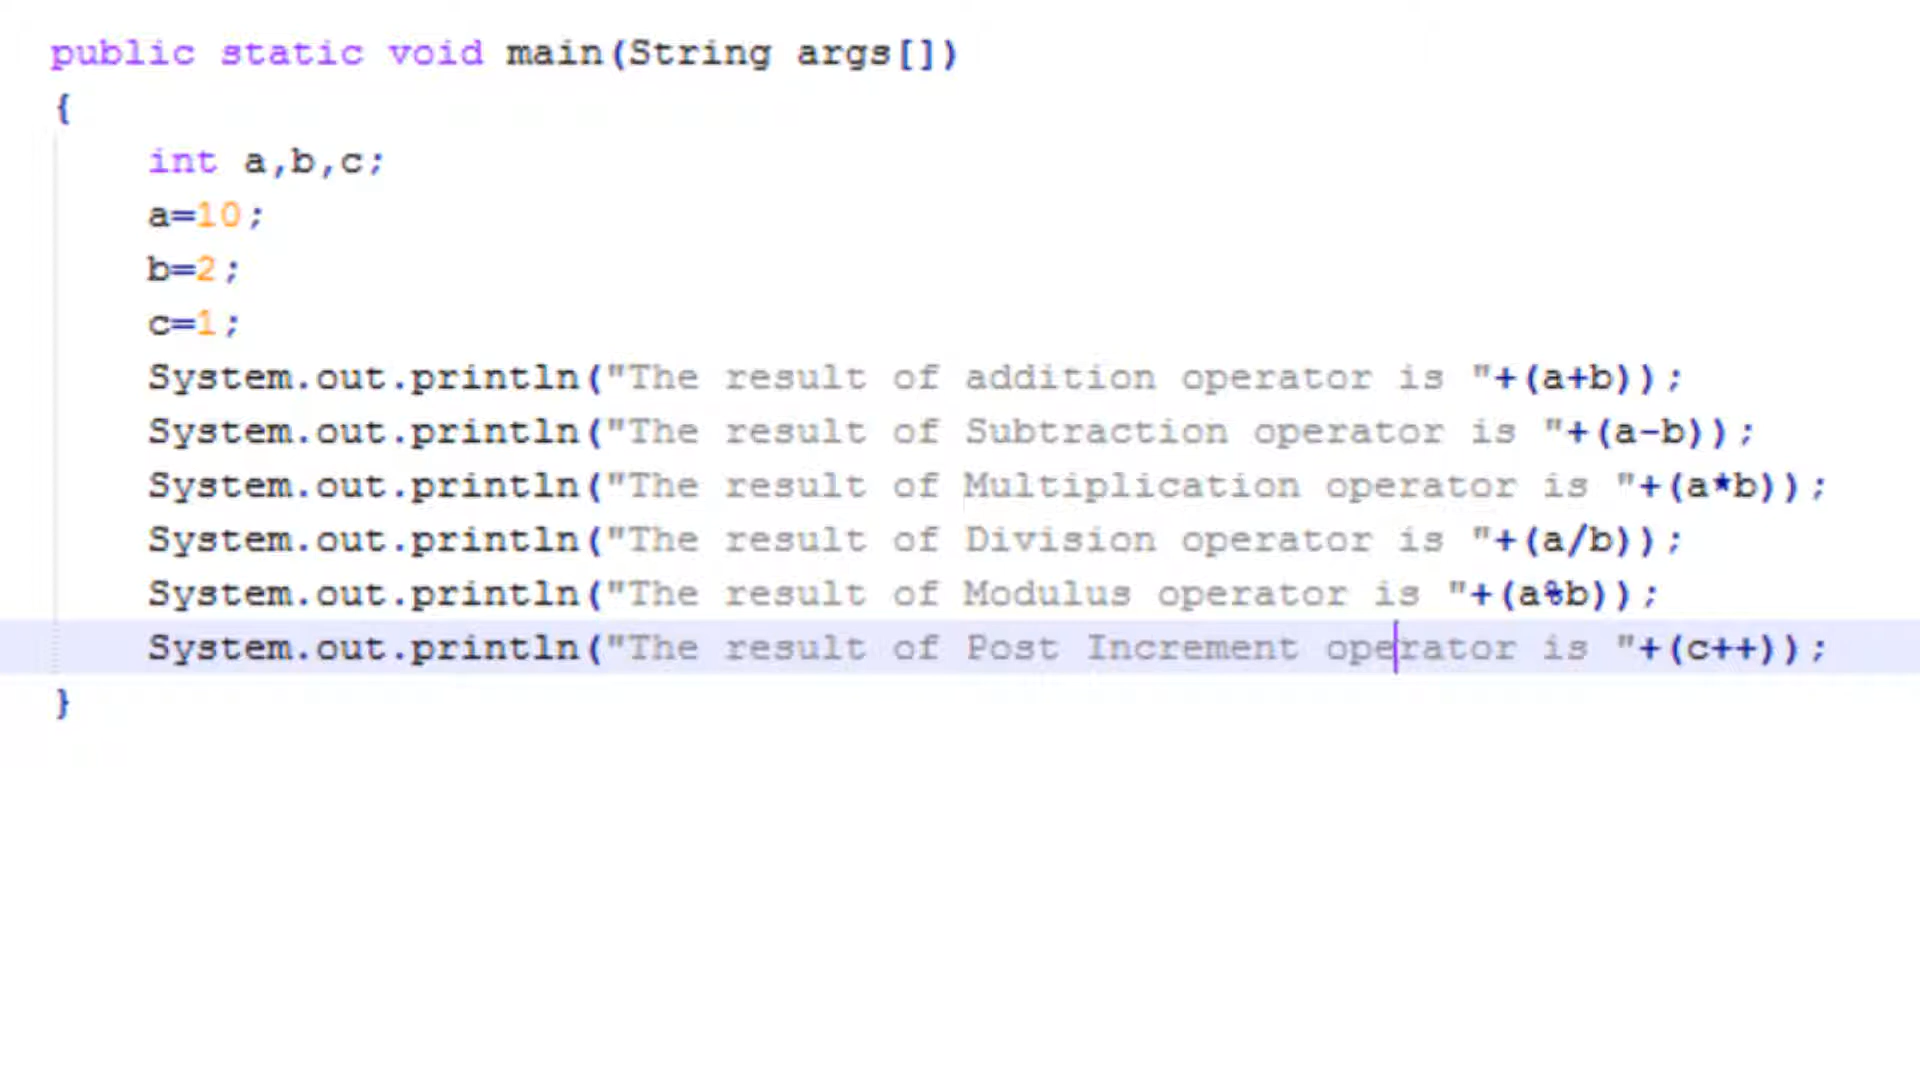 public static void main(String args[])
{
int a,b,c;
a=10;
b=2;
c=1;
System.out.println("The result of addition operator is "+(a+b));
System.out.println("The result of Subtraction operator is "+(a-b));
System.out.println("The result of Multiplication operator is "+(a*b));
System.out.println("The result of Division operator is "+(a/b));
System.out.println("The result of Modulus operator is "+(a%b));
System.out.println("The result of Post Increment operator is "+(c++));
}